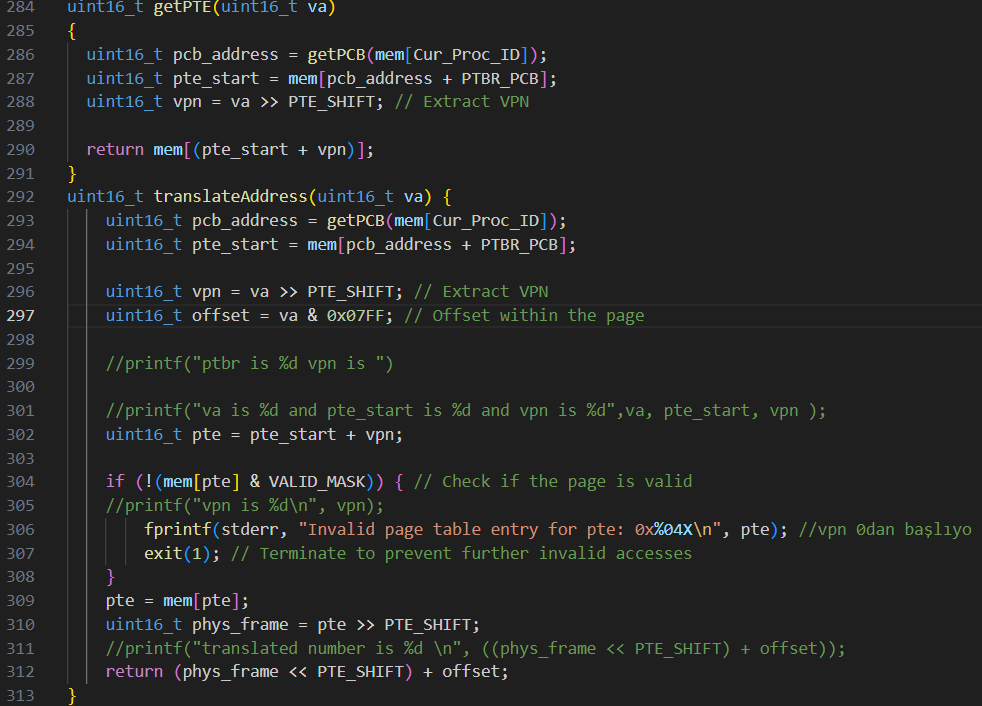 284 uint16_t getPTE(uint16_t va)
285 {
286 uint16_t pcb_address = getPCB(mem[Cur_Proc_ID]);
287 uint16_t pte_start = mem[pcb_address + PTBR_PCB];
288 uint16_t vpn = va >> PTE_SHIFT; // Extract VPN
289
290 return mem[(pte_start + vpn)];
291 }
292 uint16_t translateAddress(uint16_t va) {
293 uint16_t pcb_address = getPCB(mem[Cur_Proc_ID]);
294 uint16_t pte_start = mem[pcb_address + PTBR_PCB];
295
296 uint16_t vpn = va >> PTE_SHIFT; // Extract VPN
297 uint16_t offset = va & 0x07FF; // Offset within the page
298
299 //printf("ptbr is %d vpn is ")
300
301 //printf("va is %d and pte_start is %d and vpn is %d",va, pte_start, vpn );
302 uint16_t pte = pte_start + vpn;
303
304 if (!(mem[pte] & VALID_MASK)) { // Check if the page is valid
305 //printf("vpn is %d\n", vpn);
306 fprintf(stderr, "Invalid page table entry for pte: 0x%04X\n", pte); //vpn 0dan başlıyo
307 exit(1); // Terminate to prevent further invalid accesses
308 }
309 pte = mem[pte];
310 uint16_t phys_frame = pte >> PTE_SHIFT;
311 //printf("translated number is %d \n", ((phys_frame << PTE_SHIFT) + offset));
312 return (phys_frame << PTE_SHIFT) + offset;
313 }